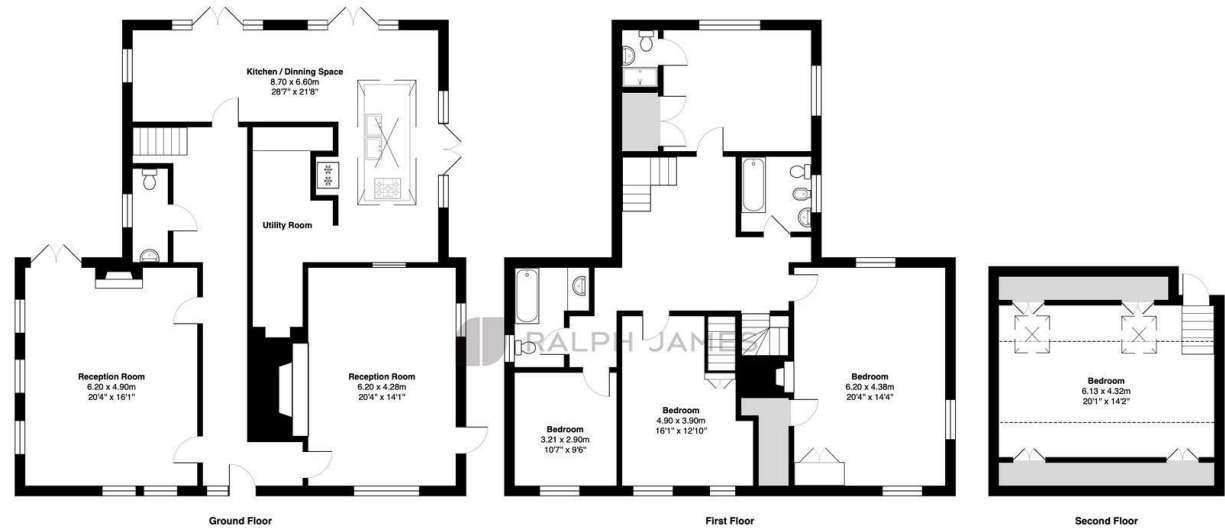 Kitchen / Dinning Space
8.70 x 6.60m
28'7" x 21'8"
Utility Room
Reception Room
6.20 x 4.90m
20'4" x 16'1"
Reception Room
6.20 x 4.28m
20'4" x 14'1"
Ground Floor
RALPH JAMES
Bedroom
3.21 x 2.90m
10'7" x 9'6"
Bedroom
4.90 x 3.90m
16'1" x 12'10"
Bedroom
6.20 x 4.38m
20'4" x 14'4"
First Floor
Bedroom
6.13 x 4.32m
20'1" x 14'2"
Second Floor